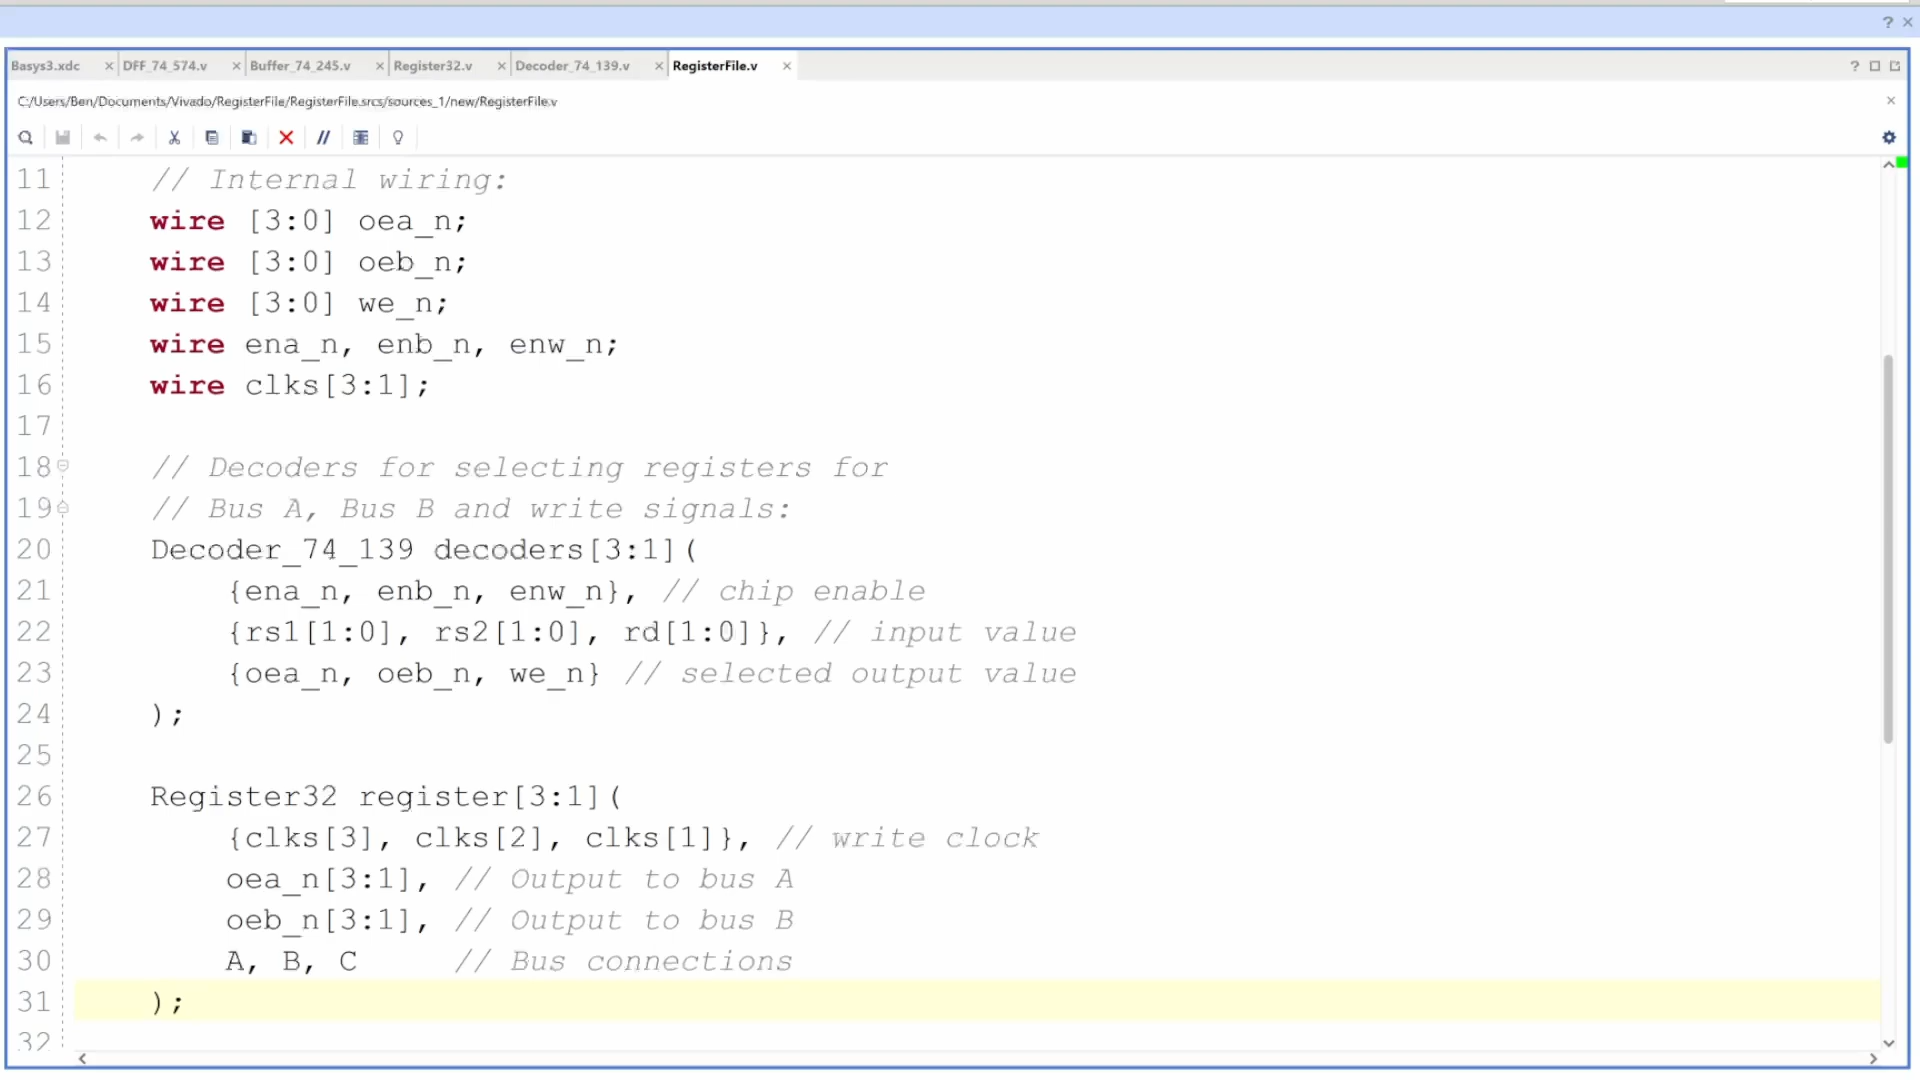 Basys3.xdc × DFF_74_574.v × Buffer_74_245.v × Register32.v × Decoder_74_139.v × RegisterFile.v ×
C:/Users/Ben/Documents/Vivado/RegisterFile/RegisterFile.srcs/sources_1/new/RegisterFile.v
11 // Internal wiring:
12 wire [3:0] oea_n;
13 wire [3:0] oeb_n;
14 wire [3:0] we_n;
15 wire ena_n, enb_n, enw_n;
16 wire clks[3:1];
17
18 // Decoders for selecting registers for
19 // Bus A, Bus B and write signals:
20 Decoder_74_139 decoders[3:1](
21 {ena_n, enb_n, enw_n}, // chip enable
22 {rs1[1:0], rs2[1:0], rd[1:0]}, // input value
23 {oea_n, oeb_n, we_n} // selected output value
24 );
25
26 Register32 register[3:1](
27 {clks[3], clks[2], clks[1]}, // write clock
28 oea_n[3:1], // Output to bus A
29 oeb_n[3:1], // Output to bus B
30 A, B, C // Bus connections
31 );
32